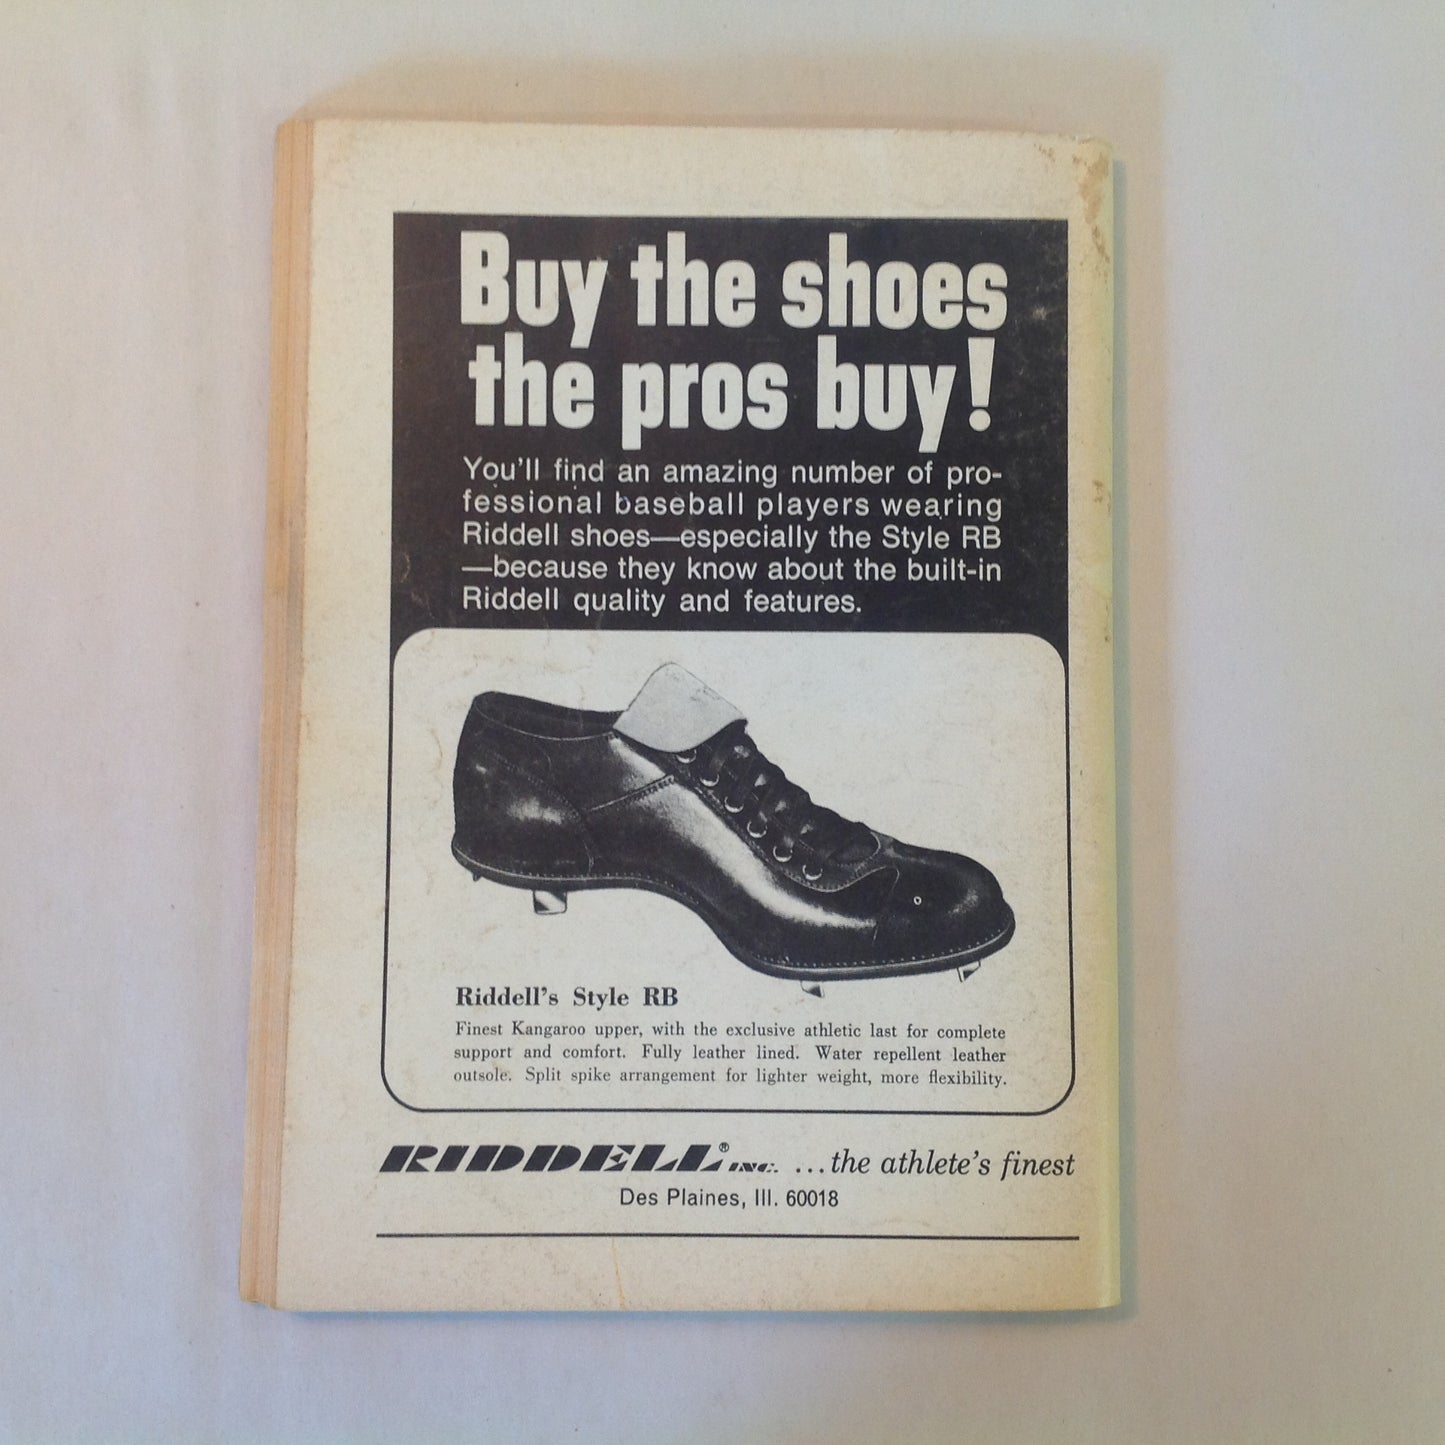 Buy the shoes
the pros buy!
You'll find an amazing number of pro-
fessional baseball players wearing
Riddell shoes—especially the Style RB
—because they know about the built-in
Riddell quality and features.
Riddell's Style RB
Finest Kangaroo upper, with the exclusive athletic last for complete
support and comfort. Fully leather lined. Water repellent leather
outsole. Split spike arrangement for lighter weight, more flexibility.
RIDDELL® INC. ...the athlete's finest
Des Plaines, Ill. 60018